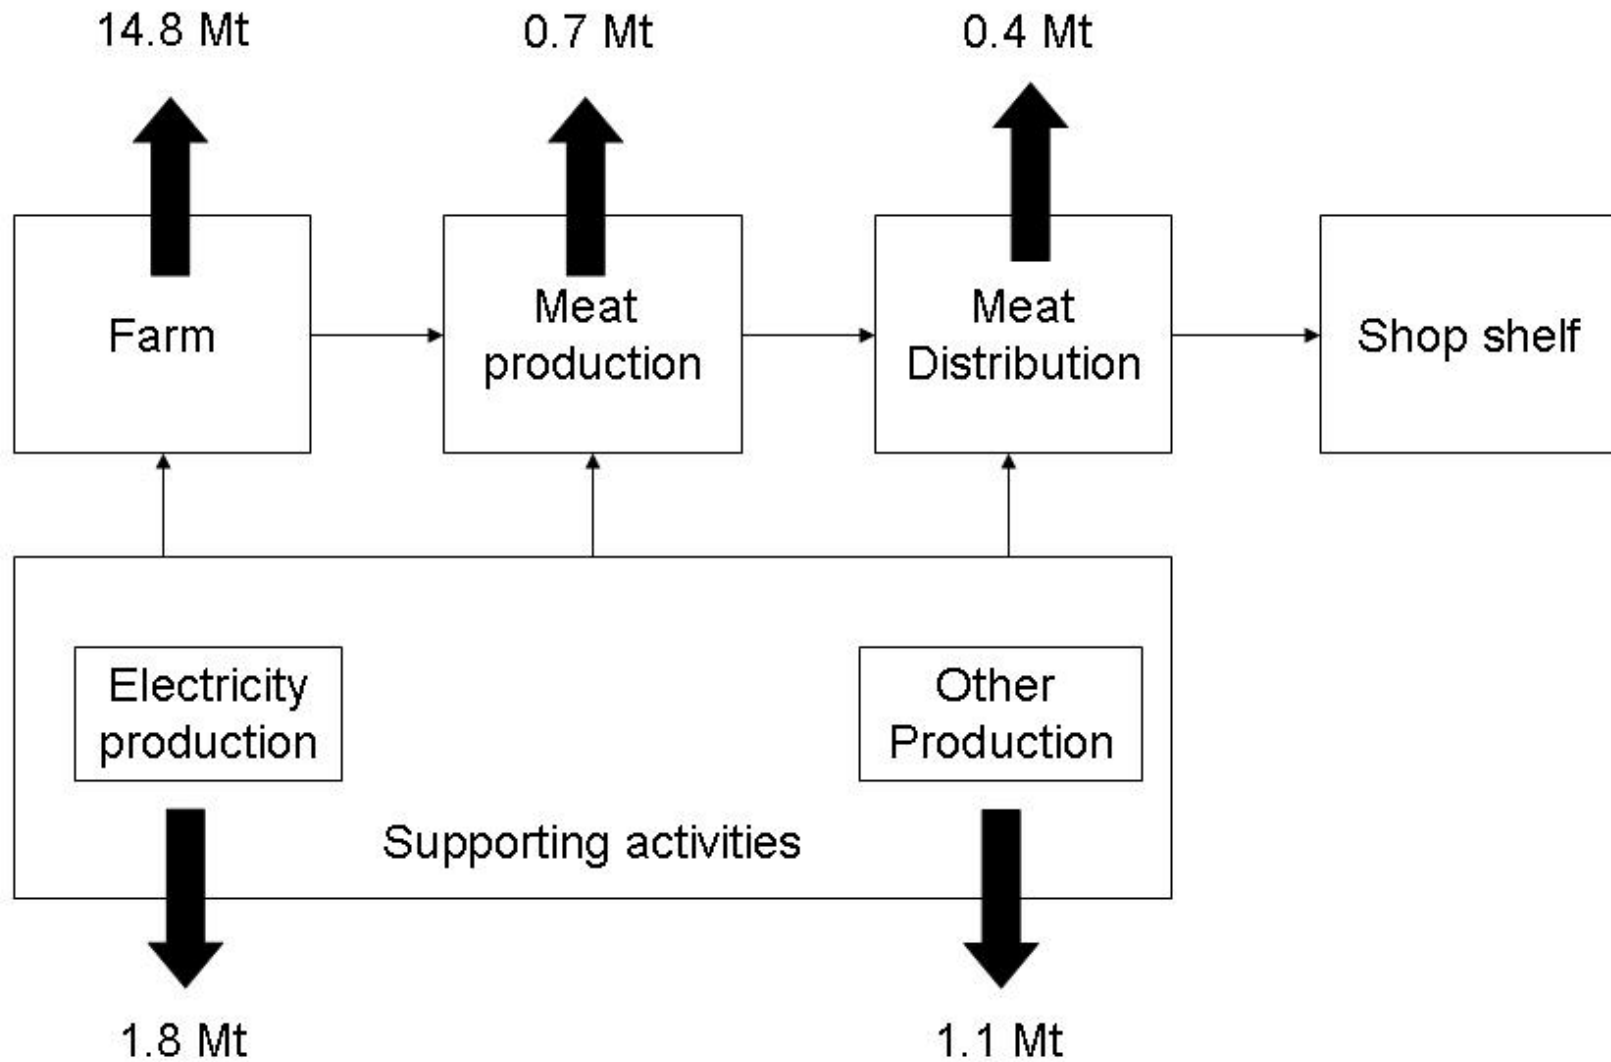 14.8 Mt
0.7 Mt
0.4 Mt
Farm
Meat
production
Meat
Distribution
Shop shelf
Electricity
production
Other
Production
Supporting activities
1.8 Mt
1.1 Mt